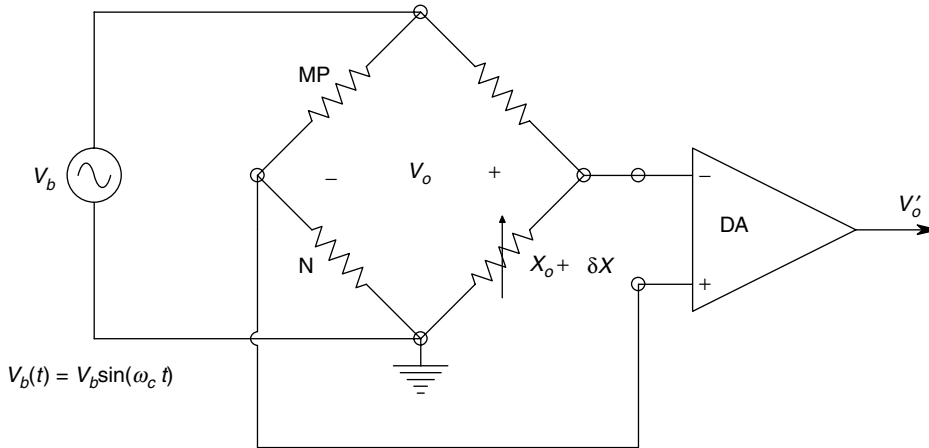 MP
V_b
− V_o +
− V_o′
DA
N
X_o + δX
+
V_b(t) = V_b sin(ω_c t)